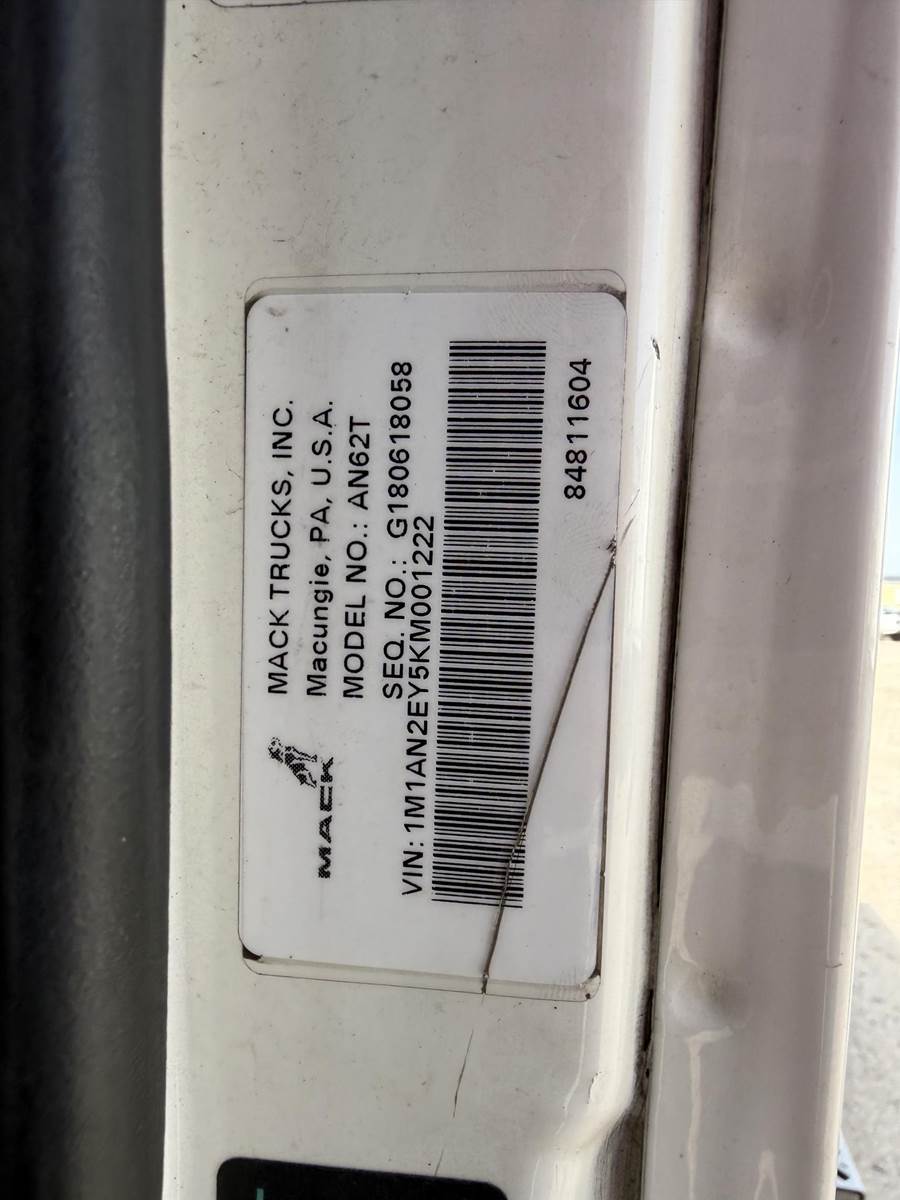 MACK
MACK TRUCKS, INC.
Macungie, PA, U.S.A.
MODEL NO.: AN62T
SEQ. NO.: G180618058
VIN: 1M1AN2EY5KM001222
84811604